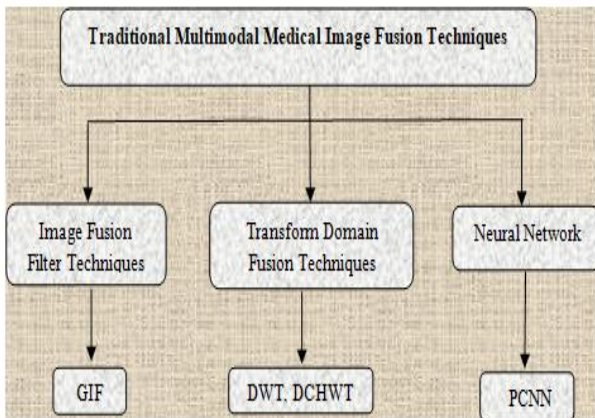 Traditional Multimodal Medical Image Fusion Techniques
Image Fusion
Filter Techniques
Transform Domain
Fusion Techniques
Neural Network
GIF
DWT, DCHWT
PCNN